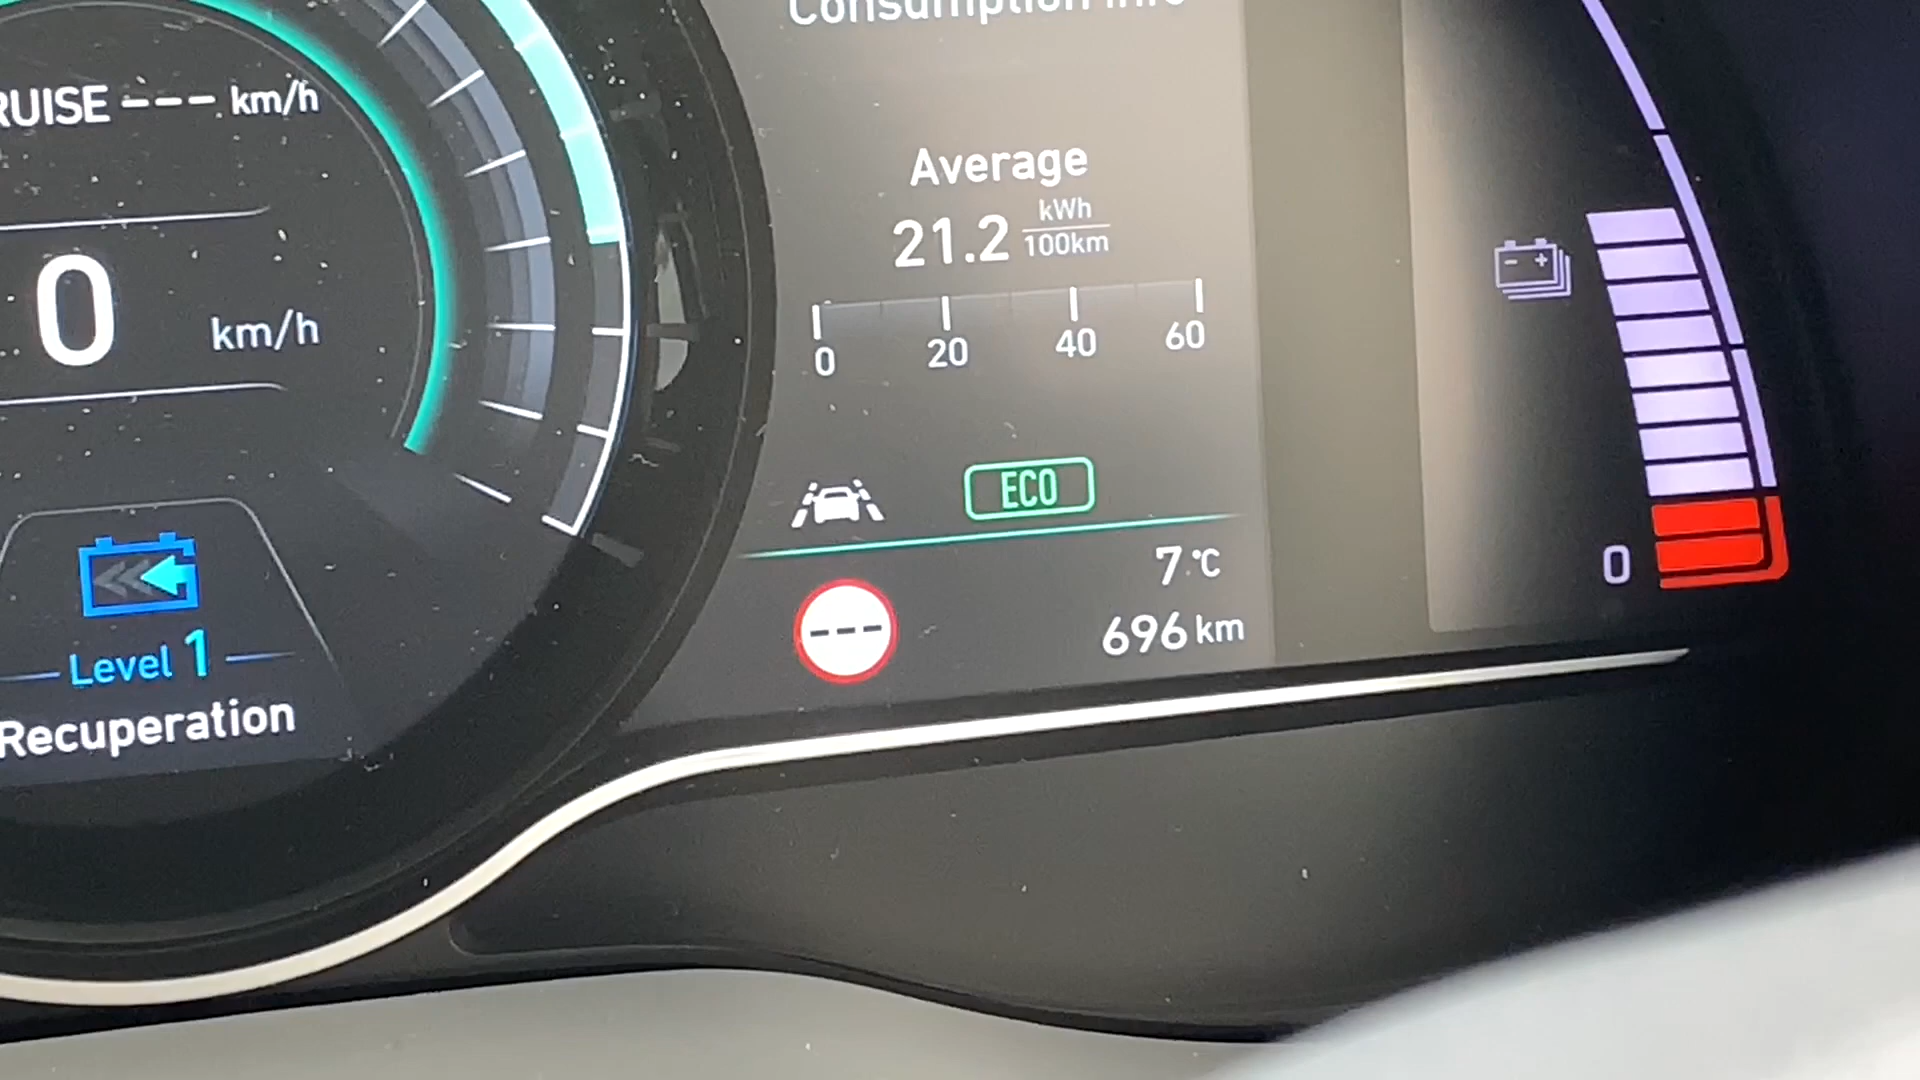 Consumption Info
RUISE ---. km/h
Average
21.2 kWh
100km
0 km/h
0 20 40 60
- +
ECO
7 °C
0
---
696 km
Level 1
Recuperation